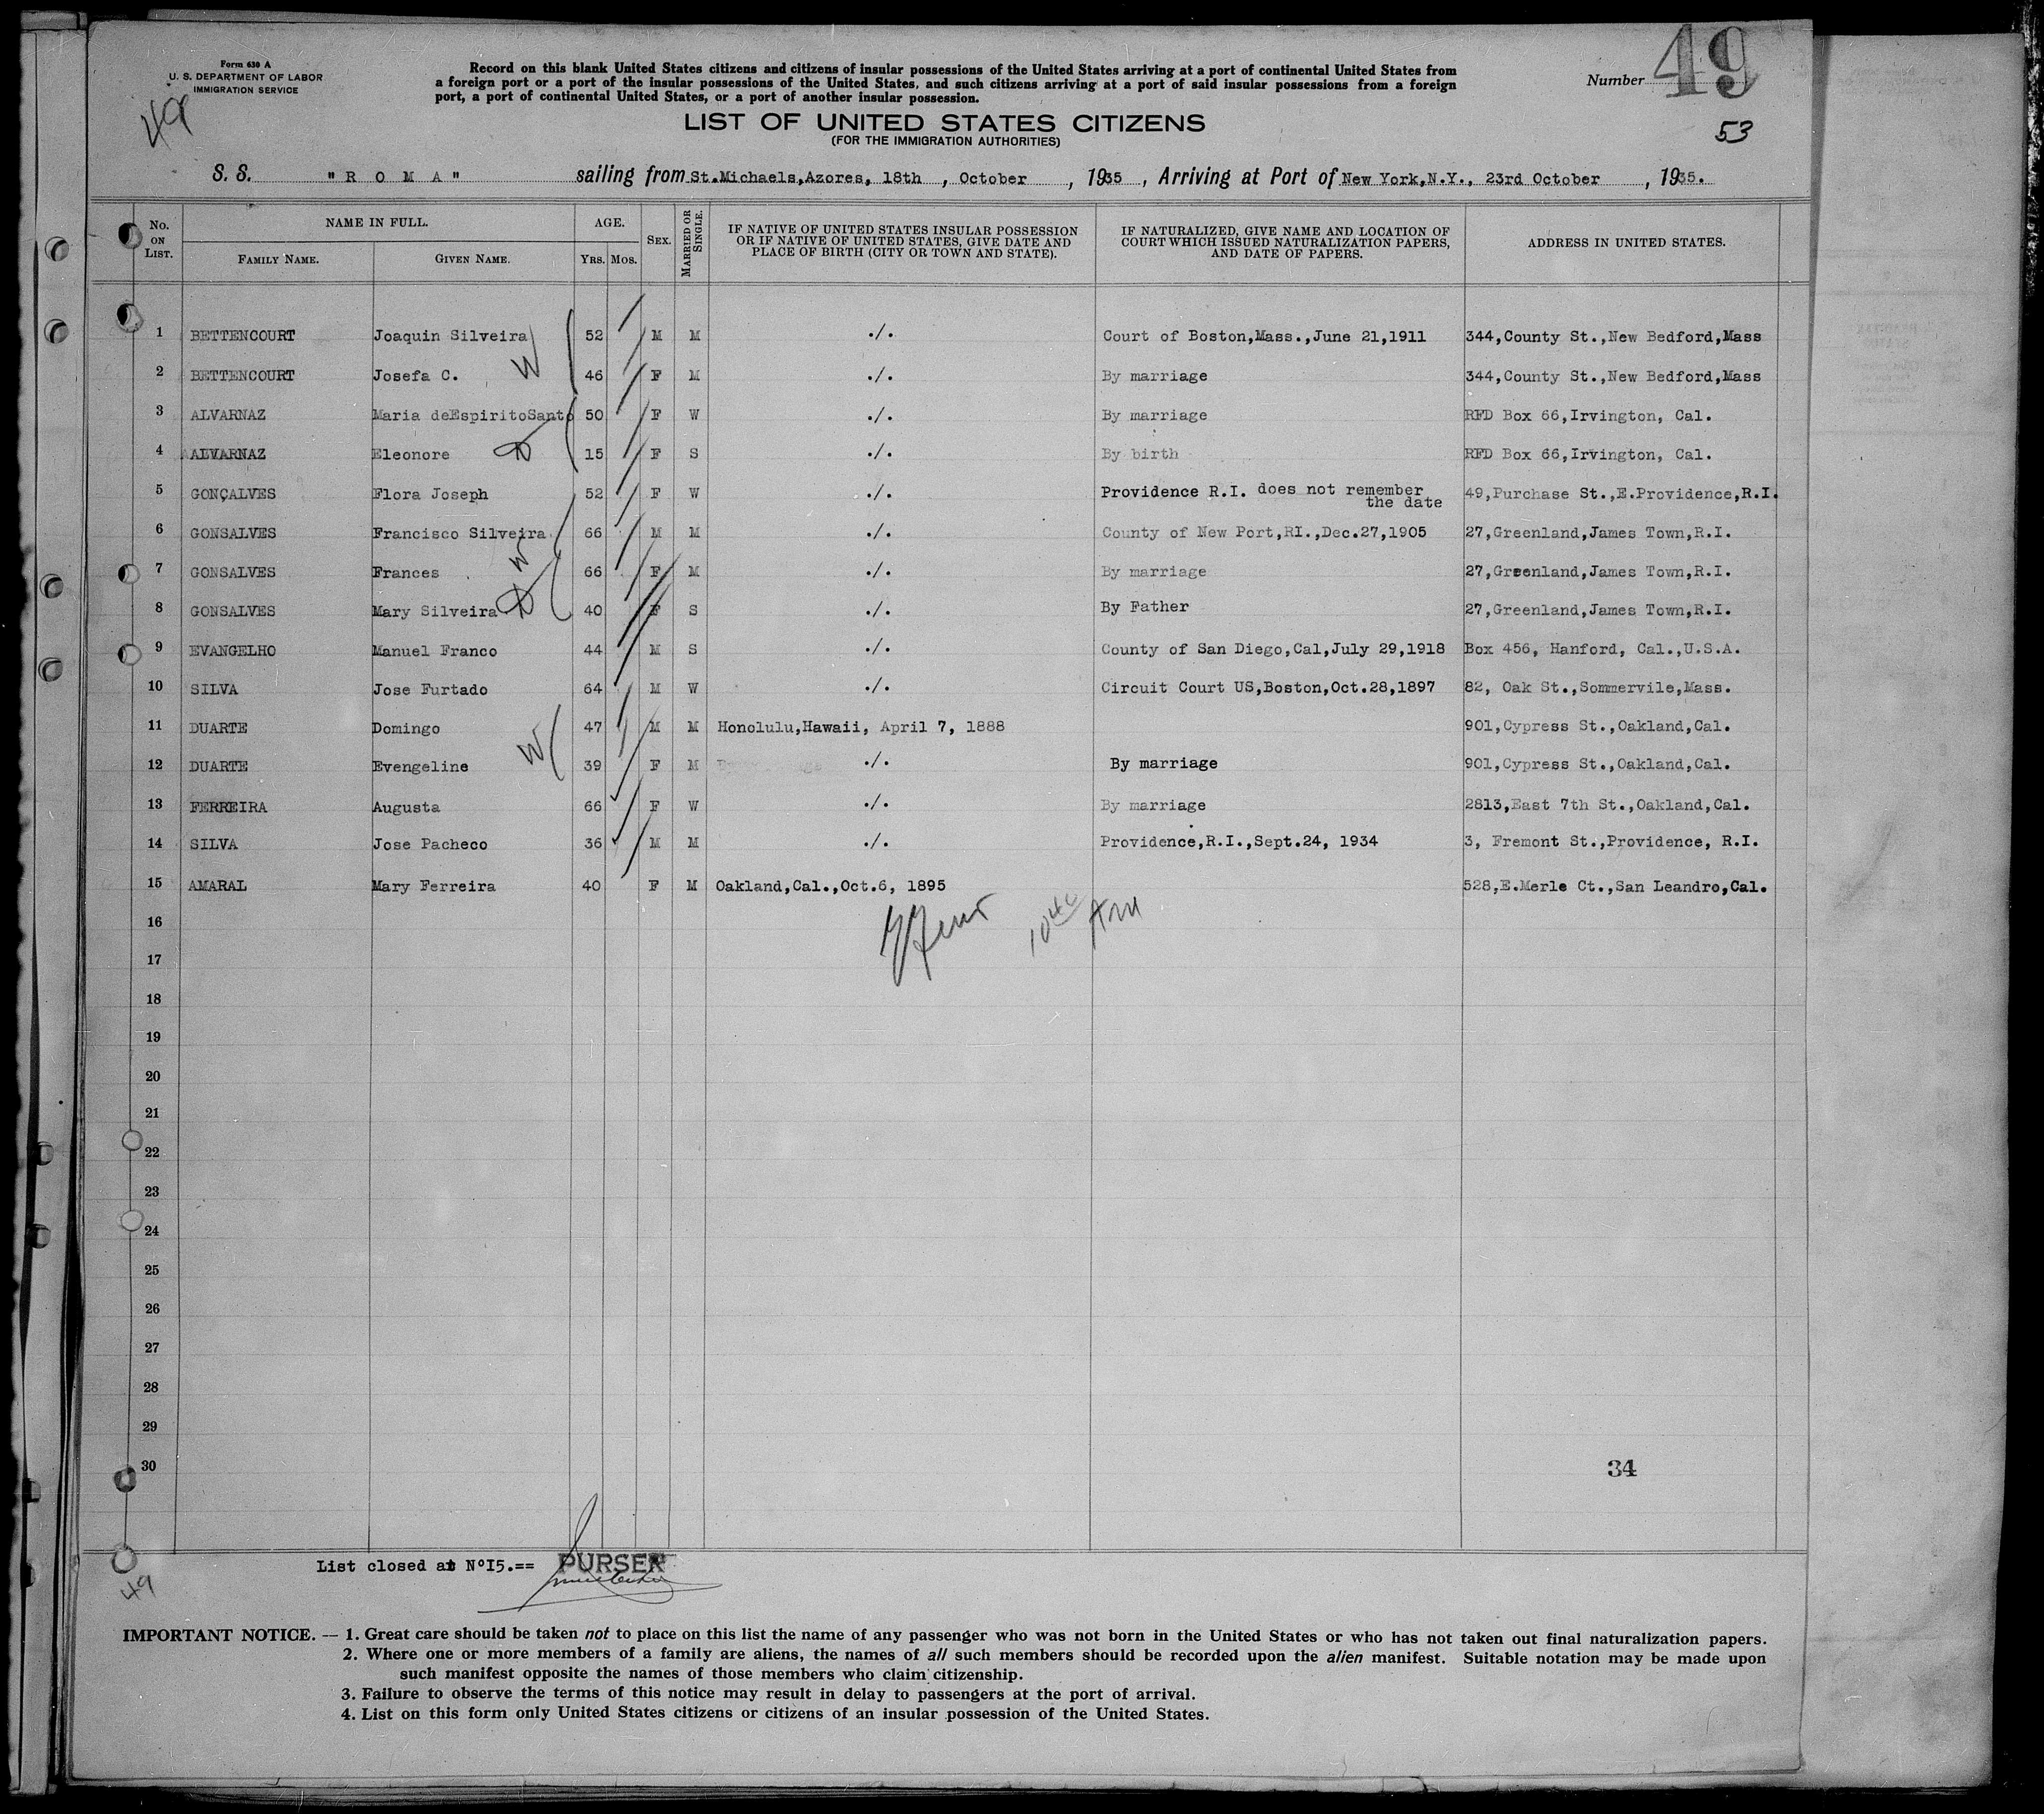 Form 630 A
U. S. DEPARTMENT OF LABOR
IMMIGRATION SERVICE
49
Record on this blank United States citizens and citizens of insular possessions of the United States arriving at a port of continental United States from
a foreign port or a port of the insular possessions of the United States, and such citizens arriving at a port of said insular possessions from a foreign
port, a port of continental United States, or a port of another insular possession.
Number 49
LIST OF UNITED STATES CITIZENS
(FOR THE IMMIGRATION AUTHORITIES)
53
S. S. "ROMA" sailing from St.Michaels,Azores, 18th, October, 1935, Arriving at Port of New York,N.Y., 23rd October, 1935.
No. ON LIST. NAME IN FULL. FAMILY NAME. GIVEN NAME. AGE. YRS. MOS. SEX. MARRIED OR SINGLE. IF NATIVE OF UNITED STATES INSULAR POSSESSION OR IF NATIVE OF UNITED STATES, GIVE DATE AND PLACE OF BIRTH (CITY OR TOWN AND STATE). IF NATURALIZED, GIVE NAME AND LOCATION OF COURT WHICH ISSUED NATURALIZATION PAPERS, AND DATE OF PAPERS. ADDRESS IN UNITED STATES.
1 BETTENCOURT Joaquin Silveira 52 M M ./. Court of Boston,Mass.,June 21,1911 344,County St.,New Bedford,Mass
2 BETTENCOURT Josefa C. W 46 F M ./. By marriage 344,County St.,New Bedford,Mass
3 ALVARNAZ Maria deEspiritoSanto 50 F W ./. By marriage RFD Box 66,Irvington, Cal.
4 ALVARNAZ Eleonore D 15 F S ./. By birth RFD Box 66,Irvington, Cal.
5 GONÇALVES Flora Joseph 52 F W ./. Providence R.I. does not remember the date 49,Purchase St.,E.Providence,R.I.
6 GONSALVES Francisco Silveira 66 M M ./. County of New Port,RI.,Dec.27,1905 27,Greenland,James Town,R.I.
7 GONSALVES Frances W 66 F M ./. By marriage 27,Greenland,James Town,R.I.
8 GONSALVES Mary Silveira D 40 F S ./. By Father 27,Greenland,James Town,R.I.
9 EVANGELHO Manuel Franco 44 M S ./. County of San Diego,Cal,July 29,1918 Box 456, Hanford, Cal.,U.S.A.
10 SILVA Jose Furtado 64 M W ./. Circuit Court US,Boston,Oct.28,1897 82, Oak St.,Sommervile,Mass.
11 DUARTE Domingo 47 M M Honolulu,Hawaii, April 7, 1888 901,Cypress St.,Oakland,Cal.
12 DUARTE Evengeline W 39 F M ./. By marriage 901,Cypress St.,Oakland,Cal.
13 FERREIRA Augusta 66 F W ./. By marriage 2813,East 7th St.,Oakland,Cal.
14 SILVA Jose Pacheco 36 M M ./. Providence,R.I.,Sept.24, 1934 3, Fremont St.,Providence, R.I.
15 AMARAL Mary Ferreira 40 F M Oakland,Cal.,Oct.6, 1895 528,E.Merle Ct.,San Leandro,Cal.
16
10 40 AM
17
18
19
20
21
22
23
24
25
26
27
28
29
30
34
List closed at N°I5.== PURSER
49
IMPORTANT NOTICE. — 1. Great care should be taken not to place on this list the name of any passenger who was not born in the United States or who has not taken out final naturalization papers.
2. Where one or more members of a family are aliens, the names of all such members should be recorded upon the alien manifest. Suitable notation may be made upon
such manifest opposite the names of those members who claim citizenship.
3. Failure to observe the terms of this notice may result in delay to passengers at the port of arrival.
4. List on this form only United States citizens or citizens of an insular possession of the United States.